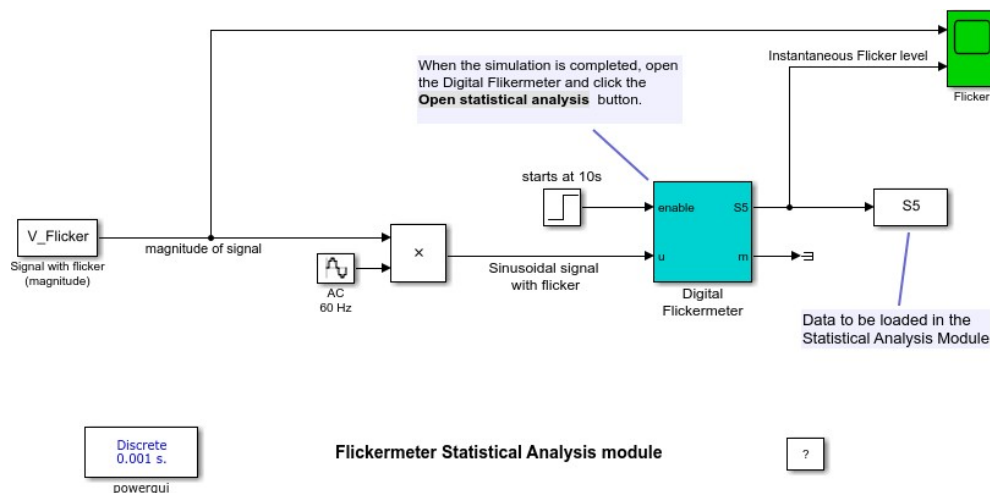 When the simulation is completed, open
the Digital Flikermeter and click the
Open statistical analysis button.
Instantaneous Flicker level
Flicker
starts at 10s
enable
S5
u
m
Digital
Flickermeter
S5
V_Flicker
Signal with flicker
(magnitude)
magnitude of signal
×
AC
60 Hz
Sinusoidal signal
with flicker
Data to be loaded in the
Statistical Analysis Module
Discrete
0.001 s.
powergui
Flickermeter Statistical Analysis module
?